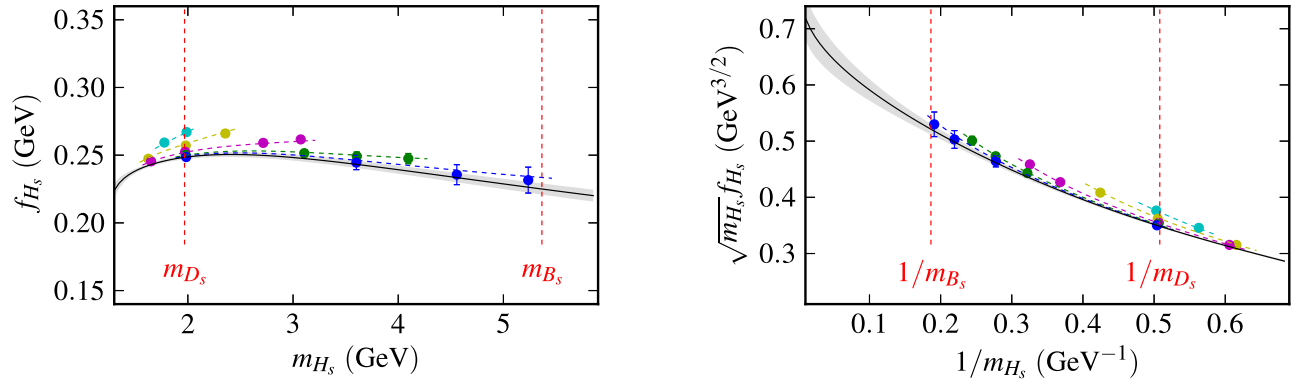 0.35
0.30
0.25
0.20
0.15
f_{H_s} (GeV)
m_{D_s}
m_{B_s}
2 3 4 5
m_{H_s} (GeV)
0.7
0.6
0.5
0.4
0.3
√m_{H_s} f_{H_s} (GeV^{3/2})
1/m_{B_s}
1/m_{D_s}
0.1 0.2 0.3 0.4 0.5 0.6
1/m_{H_s} (GeV^{−1})